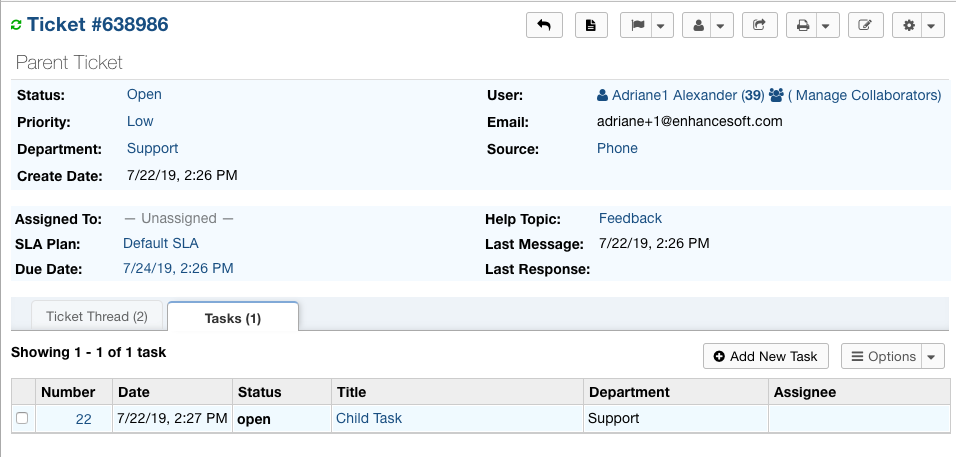 Ticket #638986
Parent Ticket
Status: Open User: Adriane1 Alexander (39) ( Manage Collaborators)
Priority: Low Email: adriane+1@enhancesoft.com
Department: Support Source: Phone
Create Date: 7/22/19, 2:26 PM
Assigned To: — Unassigned — Help Topic: Feedback
SLA Plan: Default SLA Last Message: 7/22/19, 2:26 PM
Due Date: 7/24/19, 2:26 PM Last Response:
Ticket Thread (2) Tasks (1)
Showing 1 - 1 of 1 task Add New Task Options
Number Date Status Title Department Assignee
22 7/22/19, 2:27 PM open Child Task Support